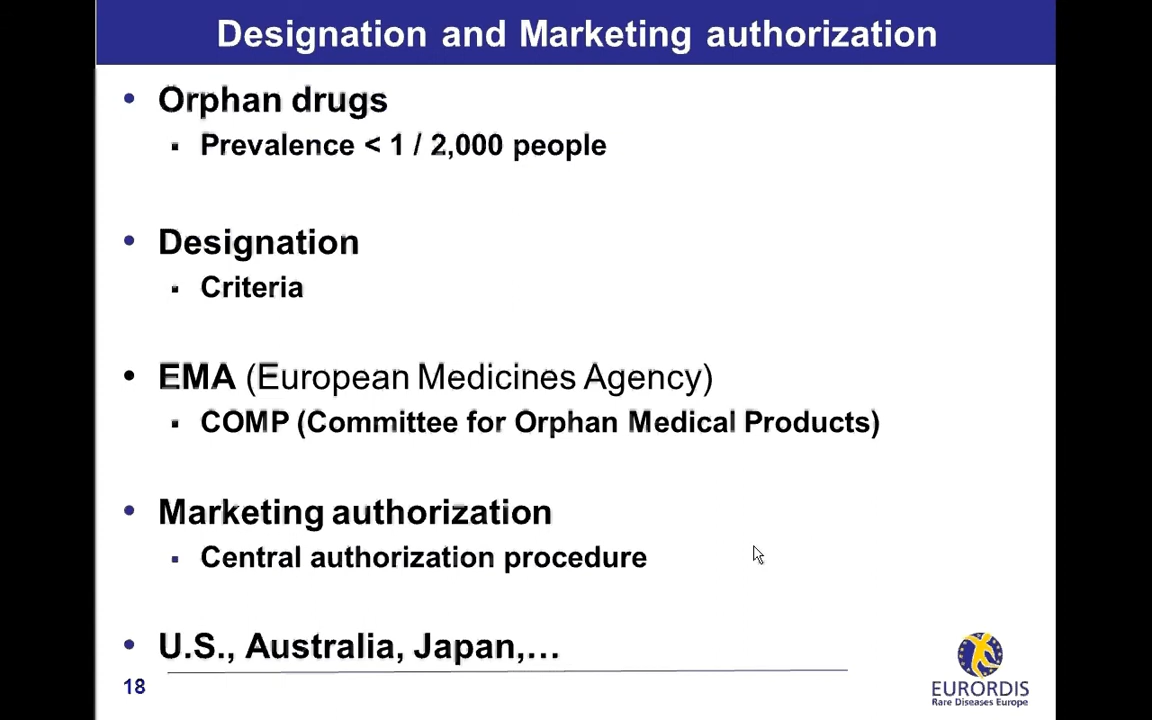 Designation and Marketing authorization
• Orphan drugs
▪ Prevalence < 1 / 2,000 people
• Designation
▪ Criteria
• EMA (European Medicines Agency)
▪ COMP (Committee for Orphan Medical Products)
• Marketing authorization
▪ Central authorization procedure
• U.S., Australia, Japan,...
18
EURORDIS
Rare Diseases Europe